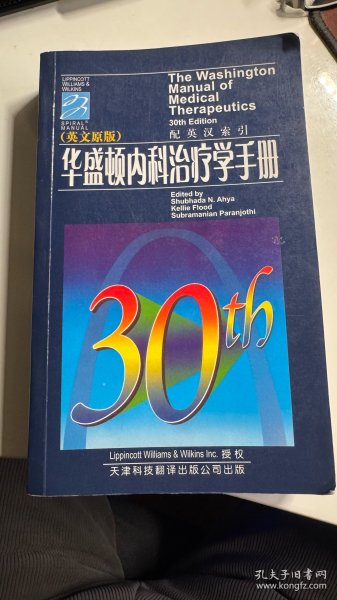 LIPPINCOTT
WILLIAMS &
WILKINS
SPIRAL® MANUAL
The Washington
Manual of
Medical
Therapeutics
30th Edition
(英文原版)
配英汉索引
华盛顿内科治疗学手册
Edited by
Shubhada N. Ahya
Kellie Flood
Subramanian Paranjothi
30th
Lippincott Williams & Wilkins Inc. 授权
天津科技翻译出版公司出版
孔夫子旧书网
www.kongfz.com